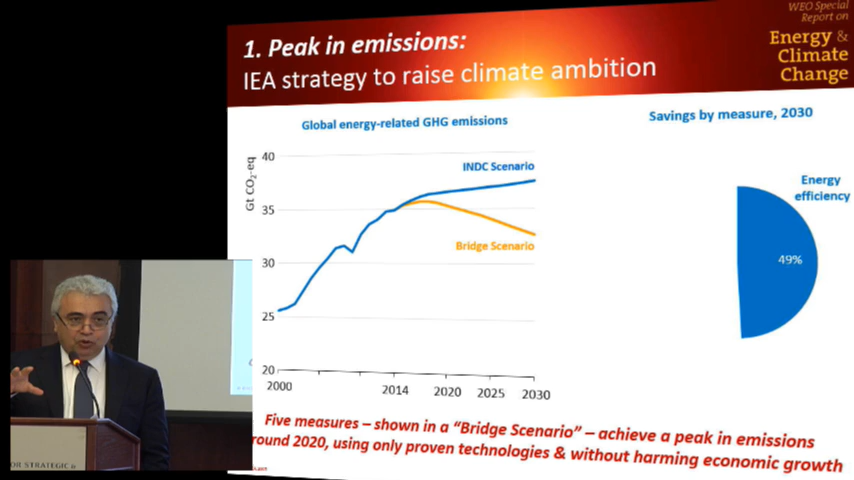 1. Peak in emissions:
IEA strategy to raise climate ambition
WEO Special
Report on
Energy &
Climate
Change
Global energy-related GHG emissions
Gt CO2-eq
40
35
30
25
20
2000
2014
2020
2025
2030
INDC Scenario
Bridge Scenario
Savings by measure, 2030
Energy
efficiency
49%
Five measures – shown in a “Bridge Scenario” – achieve a peak in emissions
round 2020, using only proven technologies & without harming economic growth
OR STRATEGIC &